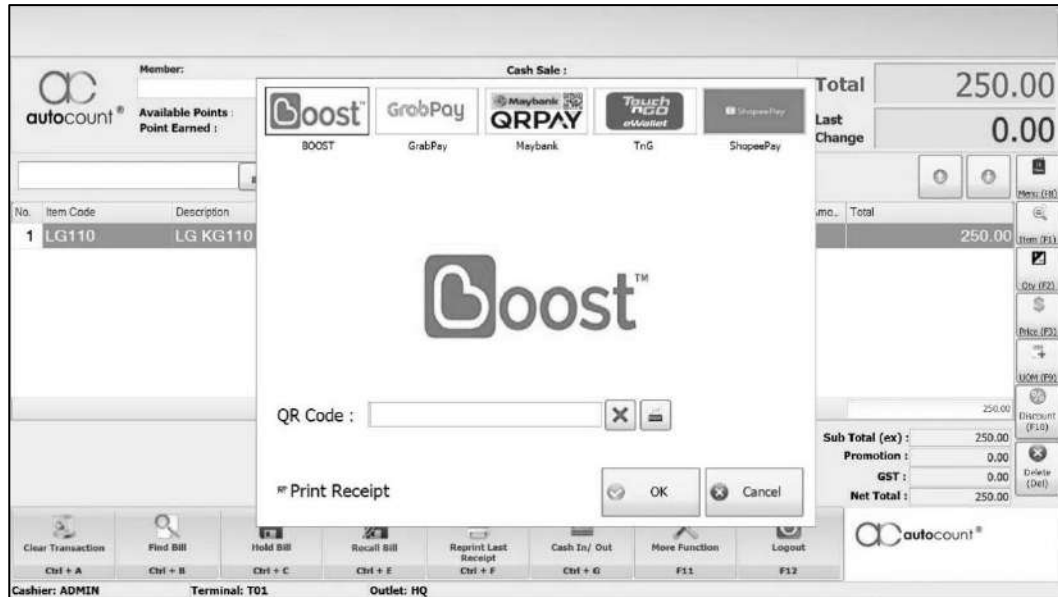 autocount®
Member:
Available Points :
Point Earned :
Cash Sale :
Total 250.00
Last Change 0.00
Boost™
GrabPay
Maybank
QRPAY
Touch
nGO
eWallet
ShopeePay
BOOST GrabPay Maybank TnG ShopeePay
Menu (F8)
No. Item Code Description Amo.. Total
1 LG110 LG KG110 250.00
Item (F1)
Qty (F2)
Price (F3)
UOM (F9)
Discount (F10)
Delete (Del)
Boost™
QR Code :
Print Receipt
OK
Cancel
250.00
Sub Total (ex) : 250.00
Promotion : 0.00
GST : 0.00
Net Total : 250.00
Clear Transaction Find Bill Hold Bill Recall Bill Reprint Last Receipt Cash In/ Out More Function Logout
Ctrl + A Ctrl + B Ctrl + C Ctrl + E Ctrl + F Ctrl + G F11 F12
autocount®
Cashier: ADMIN Terminal: T01 Outlet: HQ